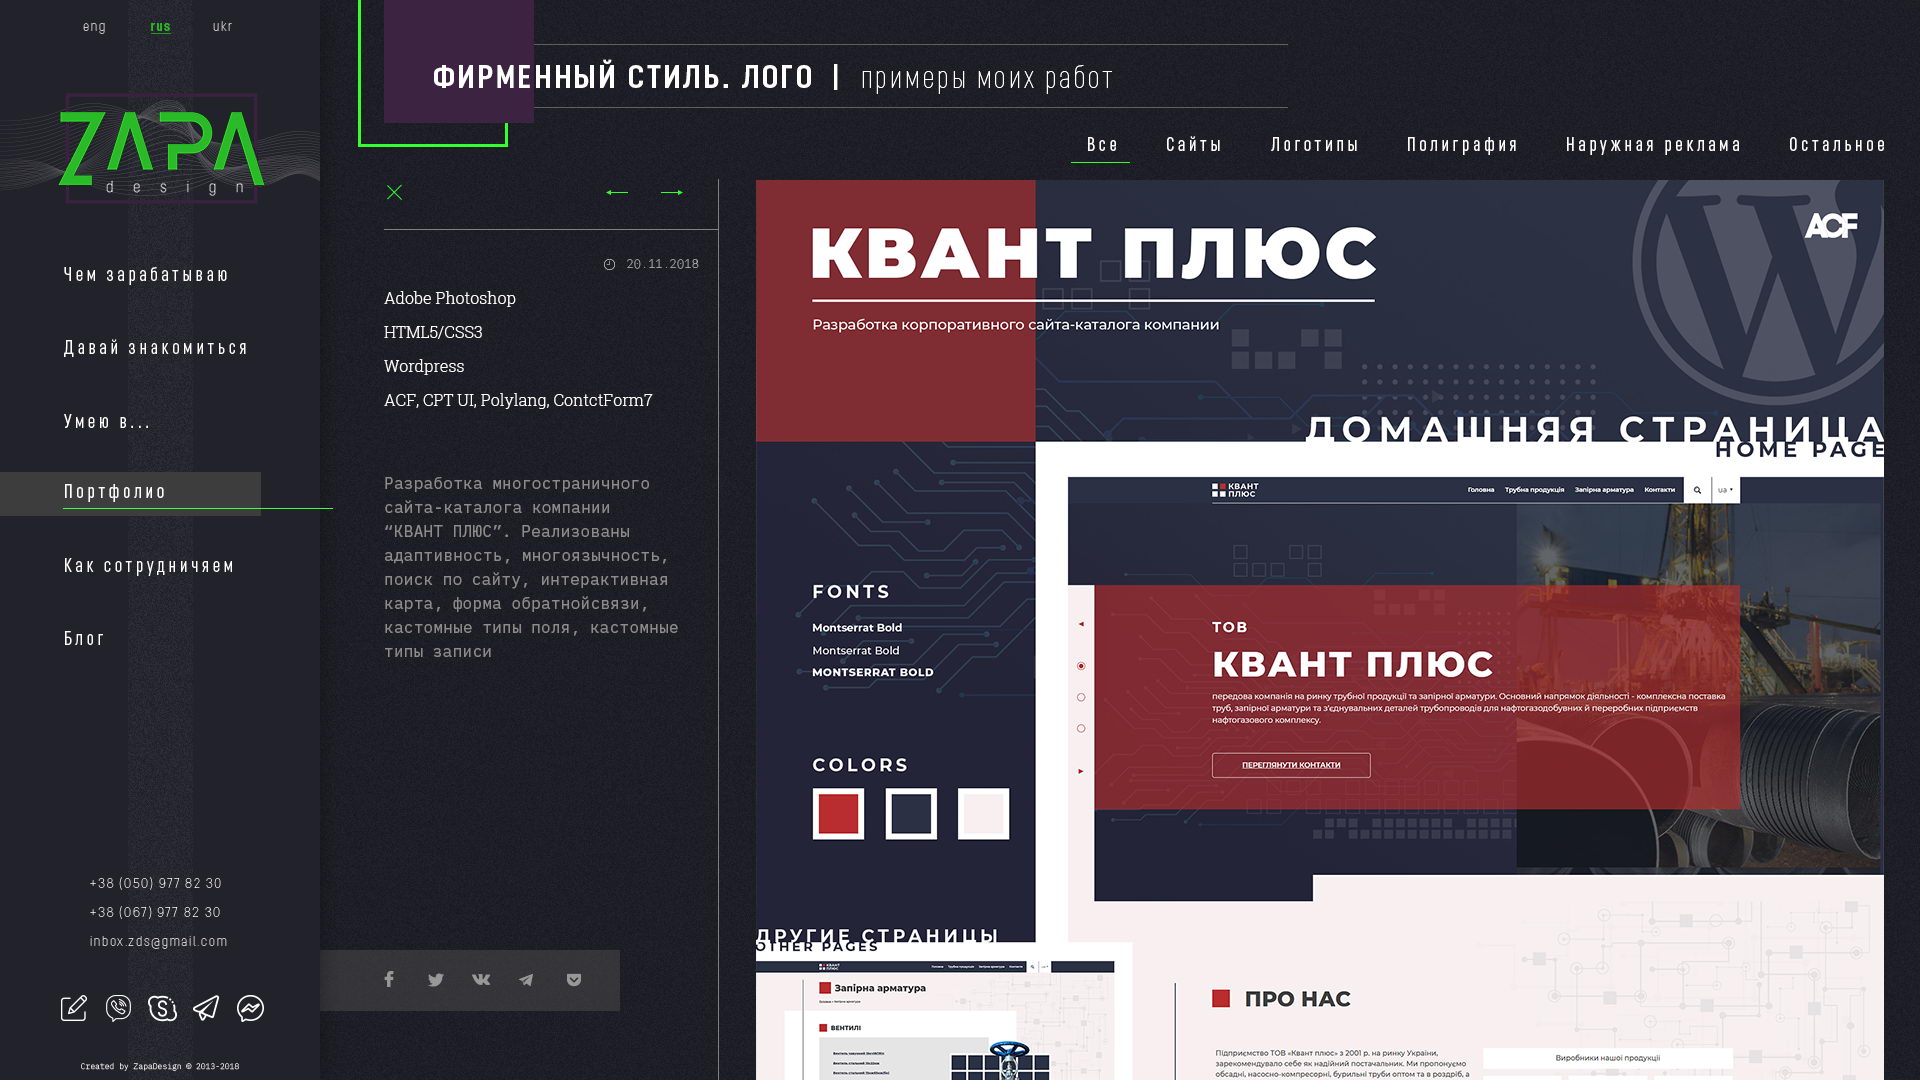 eng rus ukr
ZAPA
design
Чем зарабатываю
Давай знакомиться
Умею в...
Портфолио
Как сотрудничаем
Блог
+38 (050) 977 82 30
+38 (067) 977 82 30
inbox.zds@gmail.com
Created by ZapaDesign © 2013-2018
ФИРМЕННЫЙ СТИЛЬ. ЛОГО | примеры моих работ
Все Сайты Логотипы Полиграфия Наружная реклама Остальное
20.11.2018
Adobe Photoshop
HTML5/CSS3
Wordpress
ACF, CPT UI, Polylang, ContctForm7
Разработка многостраничного
сайта-каталога компании
“КВАНТ ПЛЮС”. Реализованы
адаптивность, многоязычность,
поиск по сайту, интерактивная
карта, форма обратнойсвязи,
кастомные типы поля, кастомные
типы записи
КВАНТ ПЛЮС
ACF
Разработка корпоративного сайта-каталога компании
ДОМАШНЯЯ СТРАНИЦА
HOME PAGE
FONTS
Montserrat Bold
Montserrat Bold
MONTSERRAT BOLD
COLORS
КВАНТ
ПЛЮС
Головна Трубна продукція Запірна арматура Контакти ua
ТОВ
КВАНТ ПЛЮС
передова компанія на ринку трубної продукції та запірної арматури. Основний напрямок діяльності - комплексна поставка
труб, запірної арматури та з'єднувальних деталей трубопроводів для нафтогазодобувних й переробних підприємств
нафтогазового комплексу.
ПЕРЕГЛЯНУТИ КОНТАКТИ
ДРУГИЕ СТРАНИЦЫ
OTHER PAGES
КВАНТ
ПЛЮС
Головна Трубна продукція Запірна арматура Контакти
Запірна арматура
ВЕНТИЛІ
ПРО НАС
Підприємство ТОВ «Квант плюс» з 2001 р. на ринку України,
зарекомендувало себе як надійний постачальник. Ми пропонуємо
обсадні, насосно-компресорні, бурильні труби оптом та в роздріб, а
Виробники нашої продукції